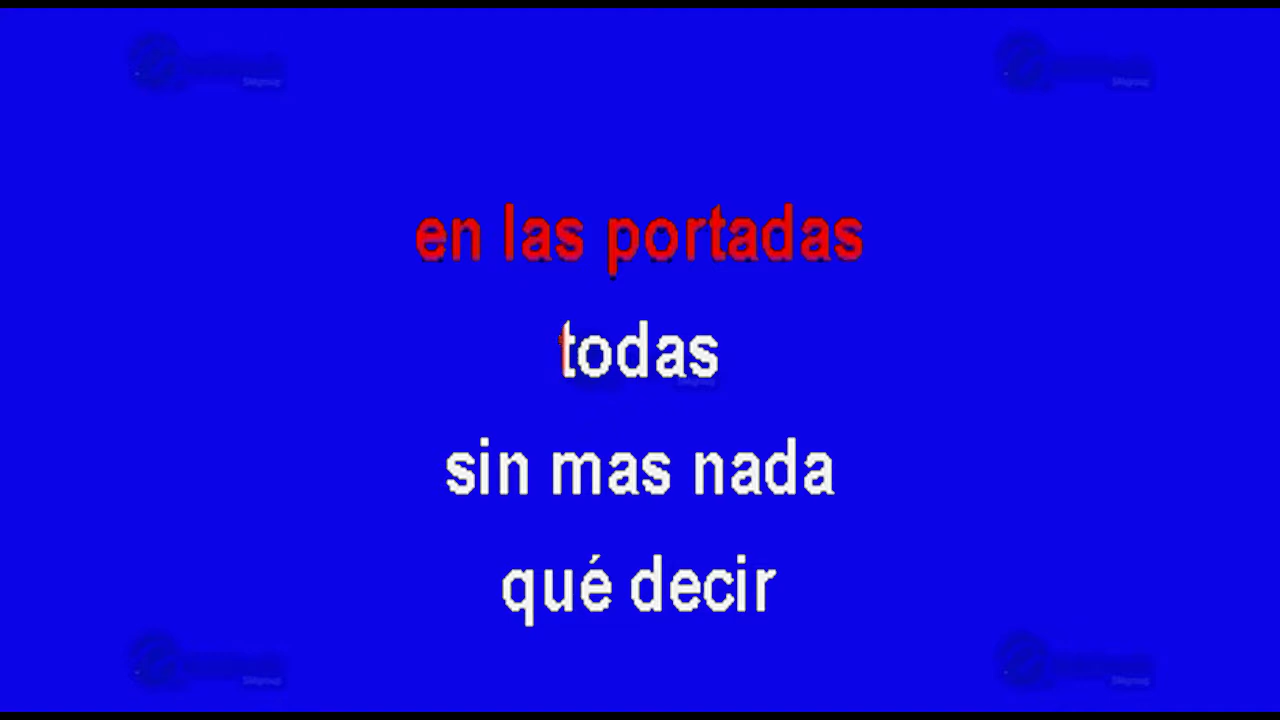 en las portadas
todas
sin mas nada
qué decir